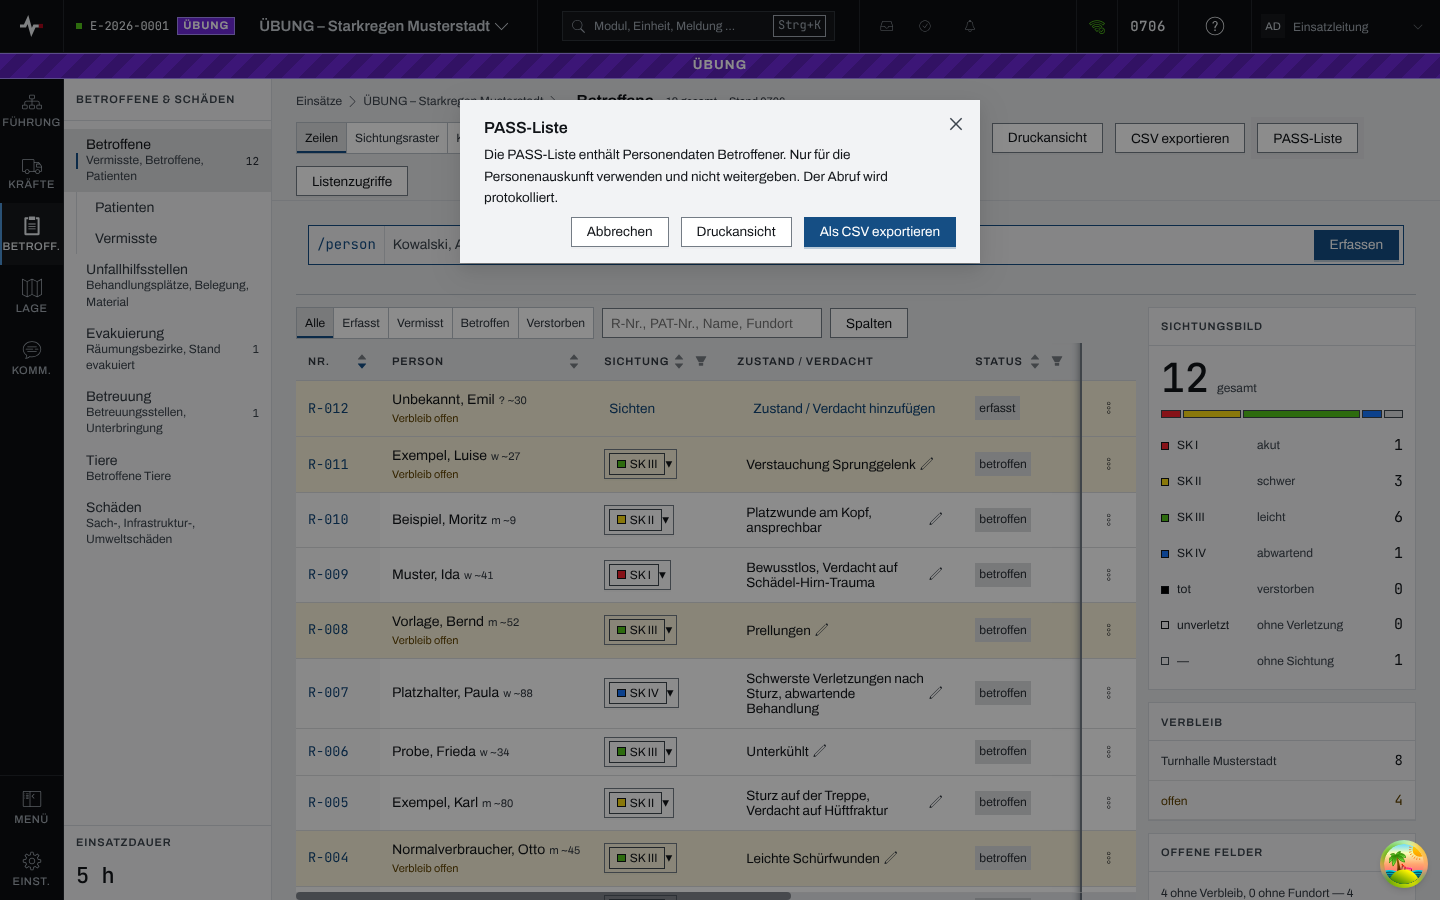 E-2026-0001 ÜBUNG ÜBUNG – Starkregen Musterstadt Modul, Einheit, Meldung ... Strg+K 0706 ? AD Einsatzleitung
ÜBUNG
FÜHRUNG
KRÄFTE
BETROFF.
LAGE
KOMM.
MENÜ
EINST.
BETROFFENE & SCHÄDEN
Betroffene
Vermisste, Betroffene, 12
Patienten
Patienten
Vermisste
Unfallhilfsstellen
Behandlungsplätze, Belegung,
Material
Evakuierung
Räumungsbezirke, Stand 1
evakuiert
Betreuung
Betreuungsstellen, 1
Unterbringung
Tiere
Betroffene Tiere
Schäden
Sach-, Infrastruktur-,
Umweltschäden
EINSATZDAUER
5 h
Einsätze ÜBUNG – Starkregen Musterstadt Betroffene
Zeilen Sichtungsraster Druckansicht CSV exportieren PASS-Liste
Listenzugriffe
PASS-Liste
Die PASS-Liste enthält Personendaten Betroffener. Nur für die
Personenauskunft verwenden und nicht weitergeben. Der Abruf wird
protokolliert.
Abbrechen Druckansicht Als CSV exportieren
/person Kowalski, Erfassen
Alle Erfasst Vermisst Betroffen Verstorben R-Nr., PAT-Nr., Name, Fundort Spalten
NR. PERSON SICHTUNG ZUSTAND / VERDACHT STATUS
R-012 Unbekannt, Emil ? ~30 Sichten Zustand / Verdacht hinzufügen erfasst
Verbleib offen
R-011 Exempel, Luise w ~27 SK III Verstauchung Sprunggelenk betroffen
Verbleib offen
R-010 Beispiel, Moritz m ~9 SK II Platzwunde am Kopf, betroffen
ansprechbar
R-009 Muster, Ida w ~41 SK I Bewusstlos, Verdacht auf betroffen
Schädel-Hirn-Trauma
R-008 Vorlage, Bernd m ~52 SK III Prellungen betroffen
Verbleib offen
R-007 Platzhalter, Paula w ~88 SK IV Schwerste Verletzungen nach betroffen
Sturz, abwartende
Behandlung
R-006 Probe, Frieda w ~34 SK III Unterkühlt betroffen
R-005 Exempel, Karl m ~80 SK II Sturz auf der Treppe, betroffen
Verdacht auf Hüftfraktur
R-004 Normalverbraucher, Otto m ~45 SK III Leichte Schürfwunden betroffen
Verbleib offen
SICHTUNGSBILD
12 gesamt
SK I akut 1
SK II schwer 3
SK III leicht 6
SK IV abwartend 1
tot verstorben 0
unverletzt ohne Verletzung 0
— ohne Sichtung 1
VERBLEIB
Turnhalle Musterstadt 8
offen 4
OFFENE FELDER
4 ohne Verbleib, 0 ohne Fundort — 4